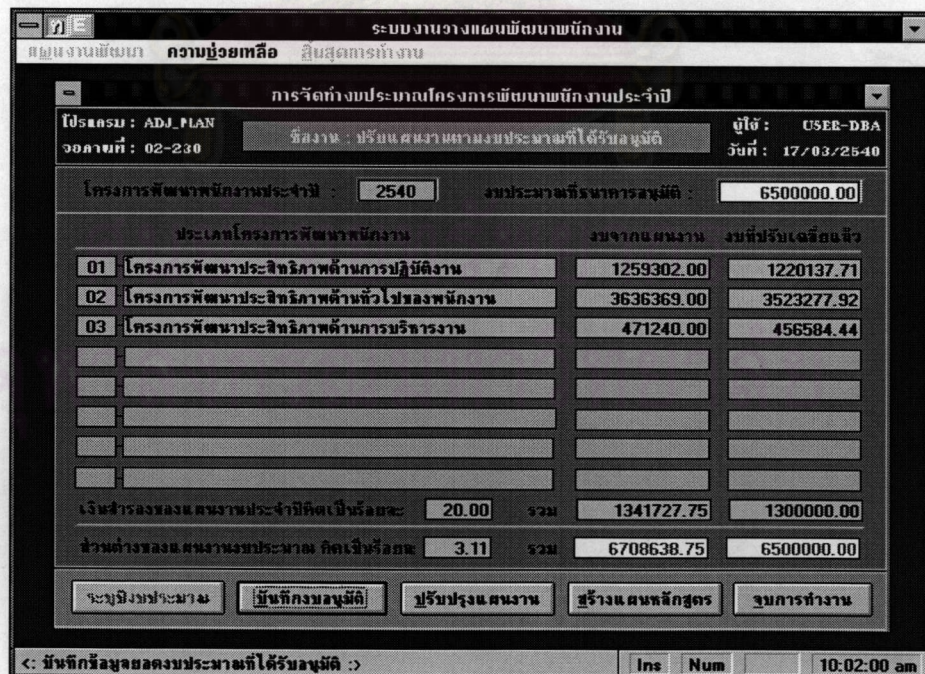 ระบบงานวางแผนพัฒนาพนักงาน
แผนงานพัฒนา ความช่วยเหลือ สิ้นสุดการทำงาน
การจัดทำงบประมาณโครงการพัฒนาพนักงานประจำปี
โปรแกรม : ADJ_PLAN
ชื่องาน : ปรับแผนงานตามงบประมาณที่ได้รับอนุมัติ
ผู้ใช้ : USER-DBA
จอภาพที่ : 02-230
วันที่ : 17/03/2540
โครงการพัฒนาพนักงานประจำปี : 2540 งบประมาณที่ธนาคารอนุมัติ : 6500000.00
ประเภทโครงการพัฒนาพนักงาน งบจากแผนงาน งบที่ปรับเฉลี่ยแล้ว
01 โครงการพัฒนาประสิทธิภาพด้านการปฏิบัติงาน 1259302.00 1220137.71
02 โครงการพัฒนาประสิทธิภาพด้านทั่วไปของพนักงาน 3636369.00 3523277.92
03 โครงการพัฒนาประสิทธิภาพด้านการบริหารงาน 471240.00 456584.44
เงินสำรองของแผนงานประจำปีคิดเป็นร้อยละ 20.00 รวม 1341727.75 1300000.00
ส่วนต่างของแผนงานงบประมาณ คิดเป็นร้อยละ 3.11 รวม 6708638.75 6500000.00
ระบุปีงบประมาณ บันทึกงบอนุมัติ ปรับปรุงแผนงาน สร้างแผนหลักสูตร จบการทำงาน
<: บันทึกข้อมูลยอดงบประมาณที่ได้รับอนุมัติ :> Ins Num 10:02:00 am